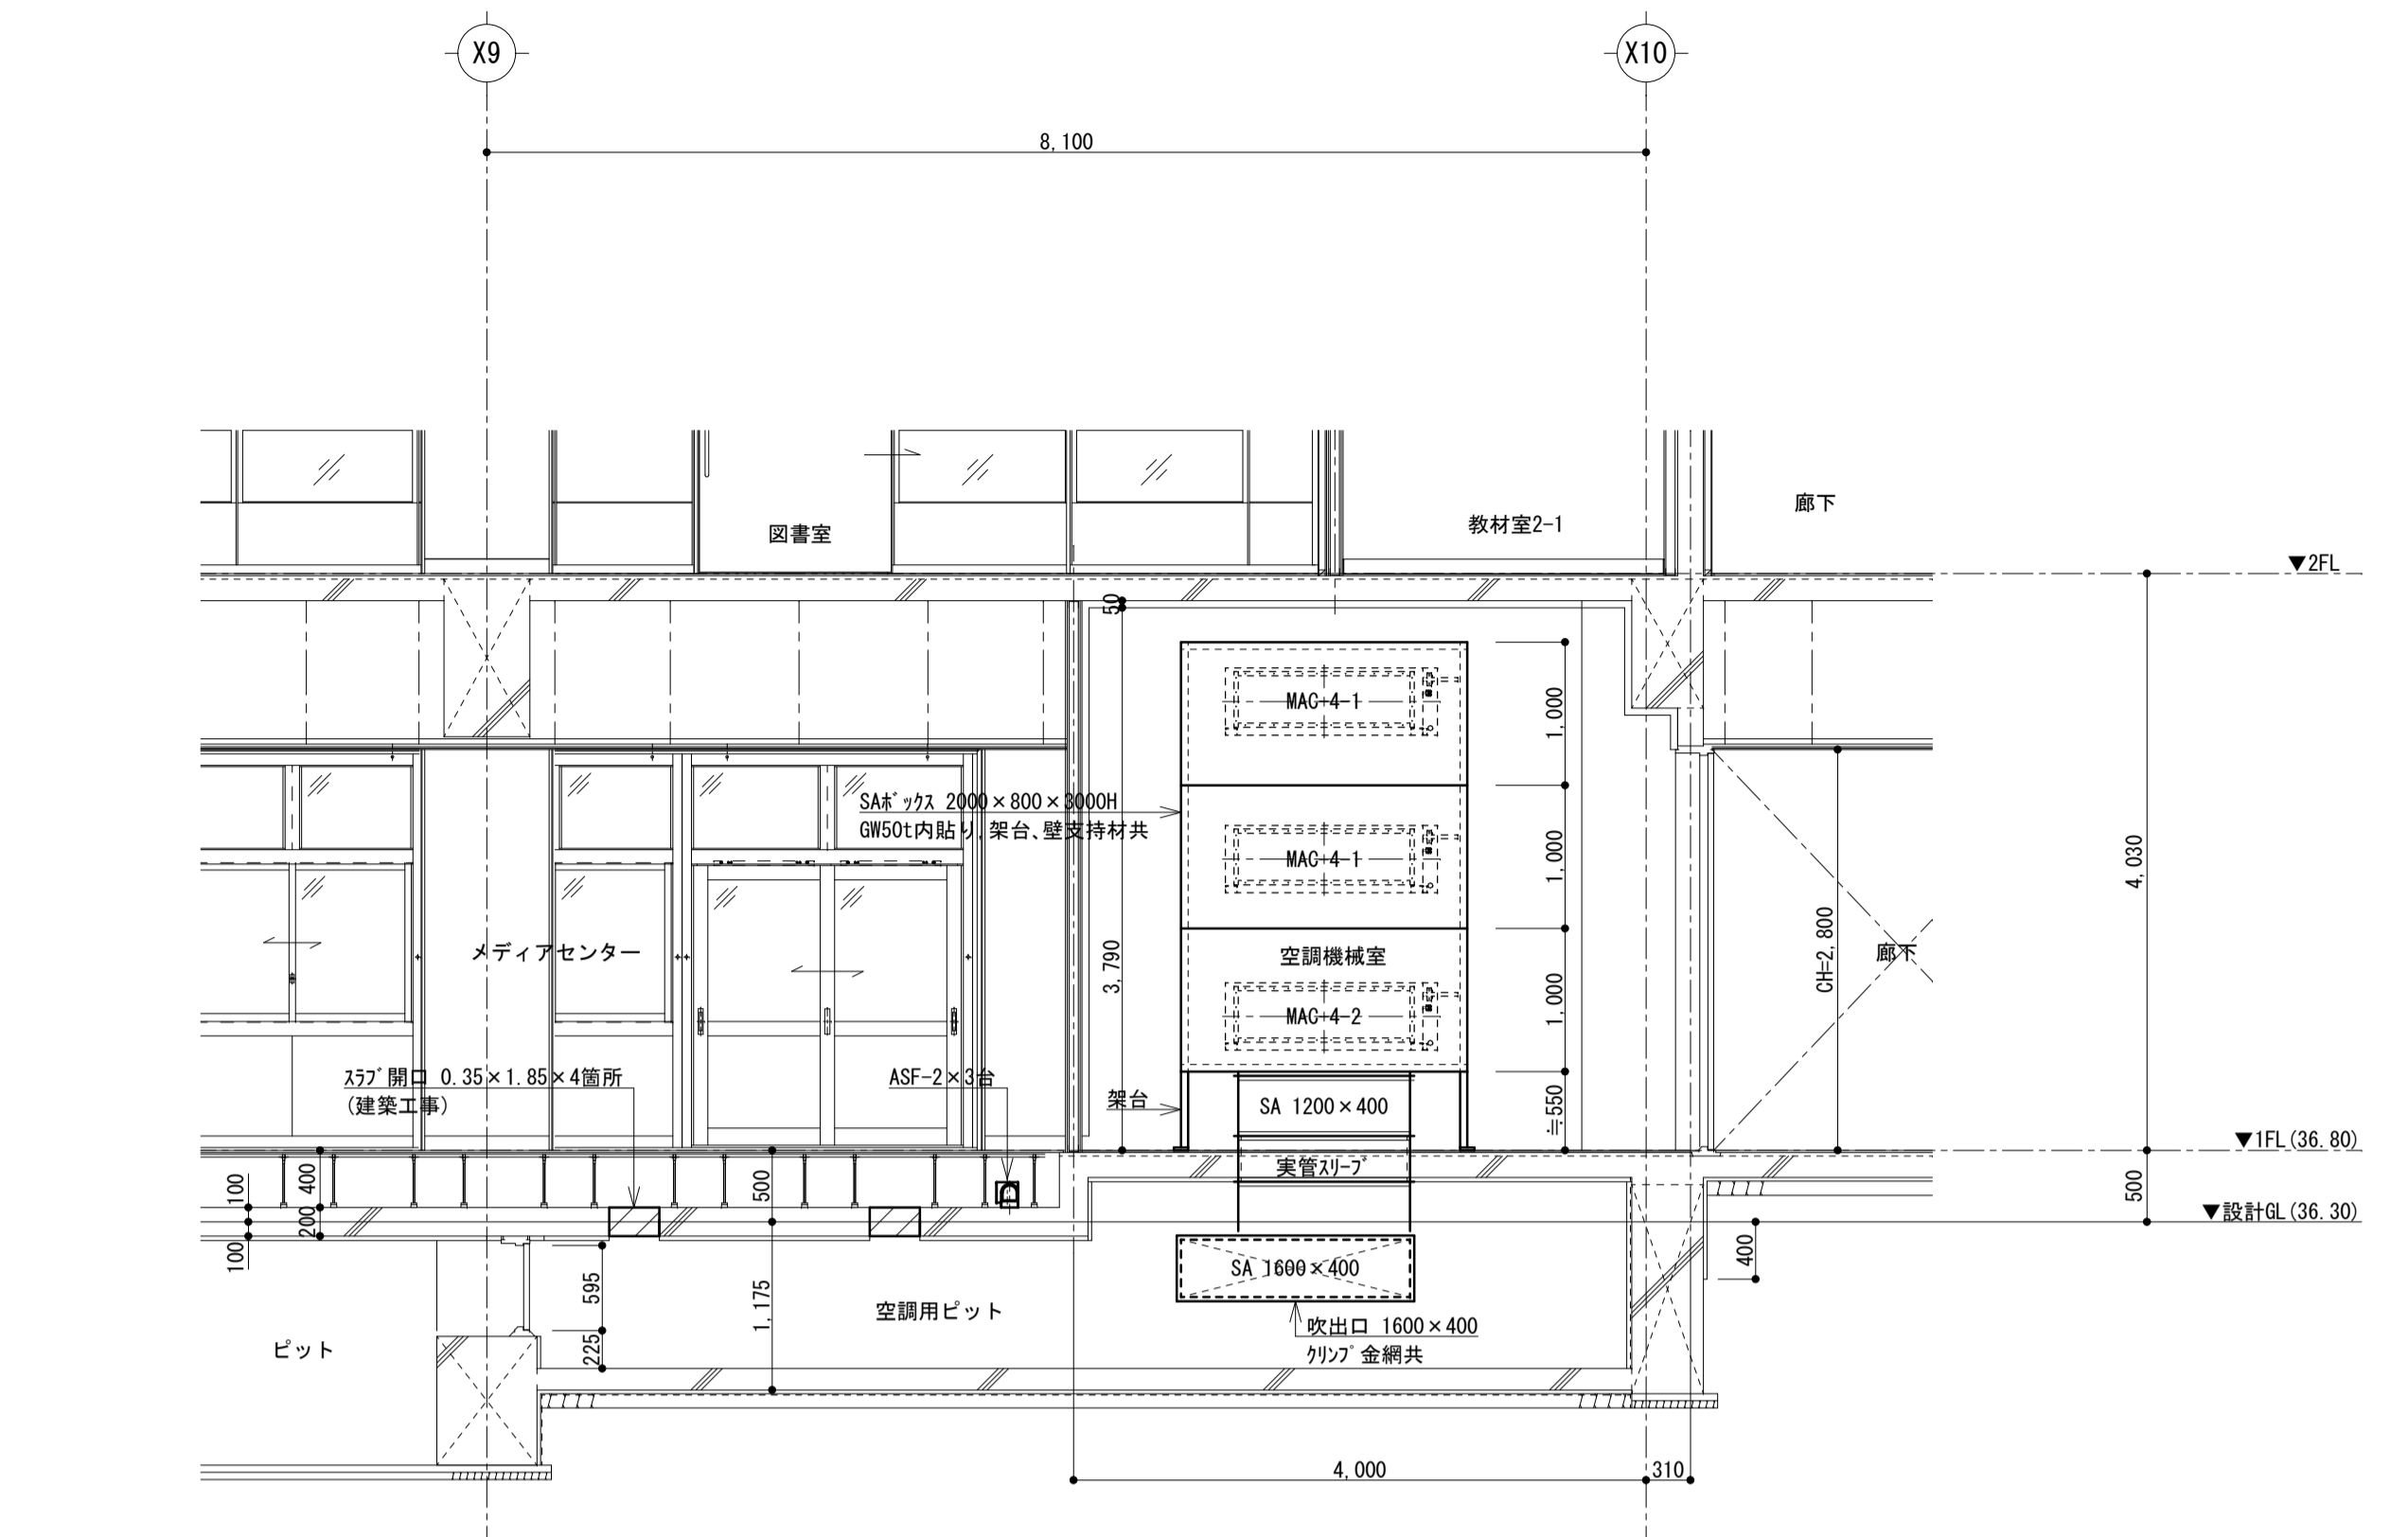 X9
X10
8,100
図書室
教材室2-1
廊下
▼2FL
50
MAC-4-1
1,000
SAﾎﾞｯｸｽ 2000×800×3000H
GW50t内貼り,架台、壁支持材共
MAC-4-1
1,000
4,030
メディアセンター
3,790
空調機械室
CH=2,800
廊下
MAC-4-2
1,000
ｽﾗﾌﾞ開口 0.35×1.85×4箇所
(建築工事)
ASF-2×3台
架台
SA 1200×400
≒550
▼1FL(36.80)
実管ｽﾘｰﾌﾞ
100
400
500
500
200
▼設計GL(36.30)
100
400
595
SA 1600×400
1,175
空調用ピット
吹出口 1600×400
ｸﾘﾝﾌﾟ金網共
ピット
225
4,000
310